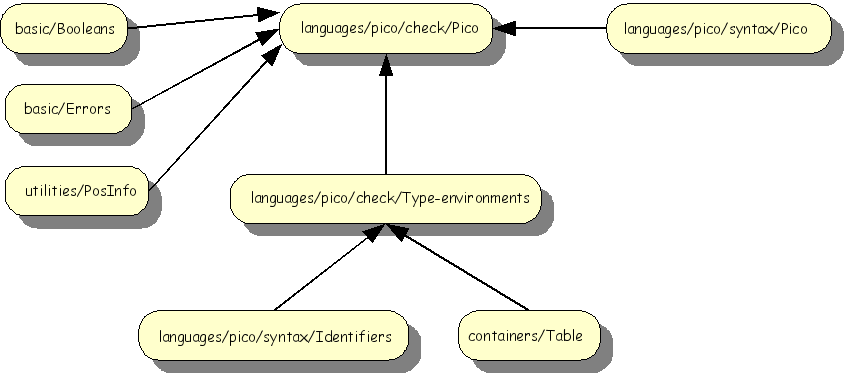 basic/Booleans
languages/pico/check/Pico
languages/pico/syntax/Pico
basic/Errors
utilities/PosInfo
languages/pico/check/Type-environments
languages/pico/syntax/Identifiers
containers/Table